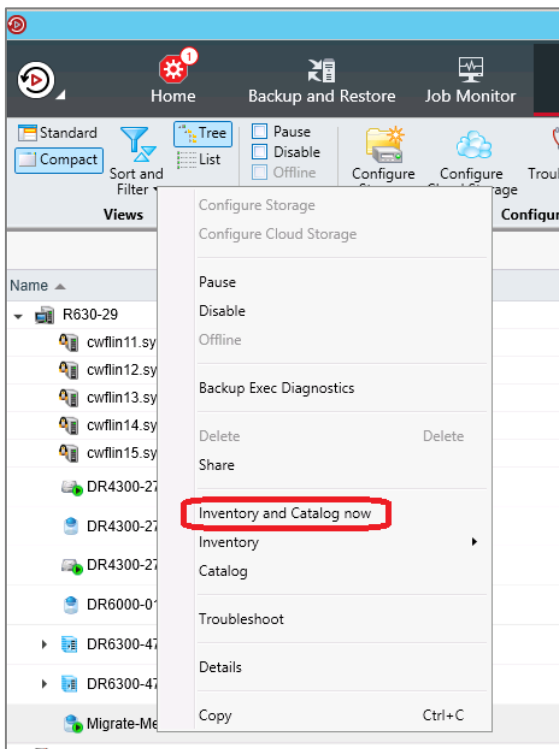 1
Home
Backup and Restore
Job Monitor
Standard
Compact
Sort and
Filter
Tree
List
Pause
Disable
Offline
Configure
Configure
Views
Name
R630-29
cwflin11.sy
cwflin12.sy
cwflin13.sy
cwflin14.sy
cwflin15.sy
DR4300-27
DR4300-27
DR4300-27
DR6000-01
DR6300-47
DR6300-47
Migrate-Me
Configure Storage
Configure Cloud Storage
Pause
Disable
Offline
Backup Exec Diagnostics
Delete Delete
Share
Inventory and Catalog now
Inventory
Catalog
Troubleshoot
Details
Copy Ctrl+C